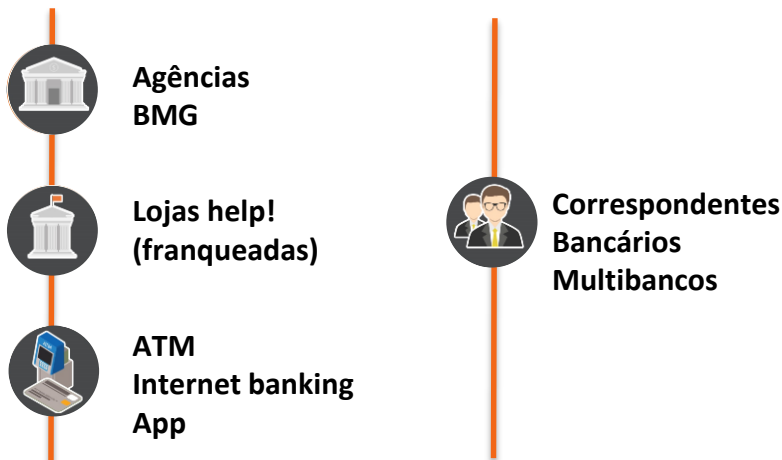 Agências
BMG
Lojas help!
(franqueadas)
ATM
Internet banking
App
Correspondentes
Bancários
Multibancos